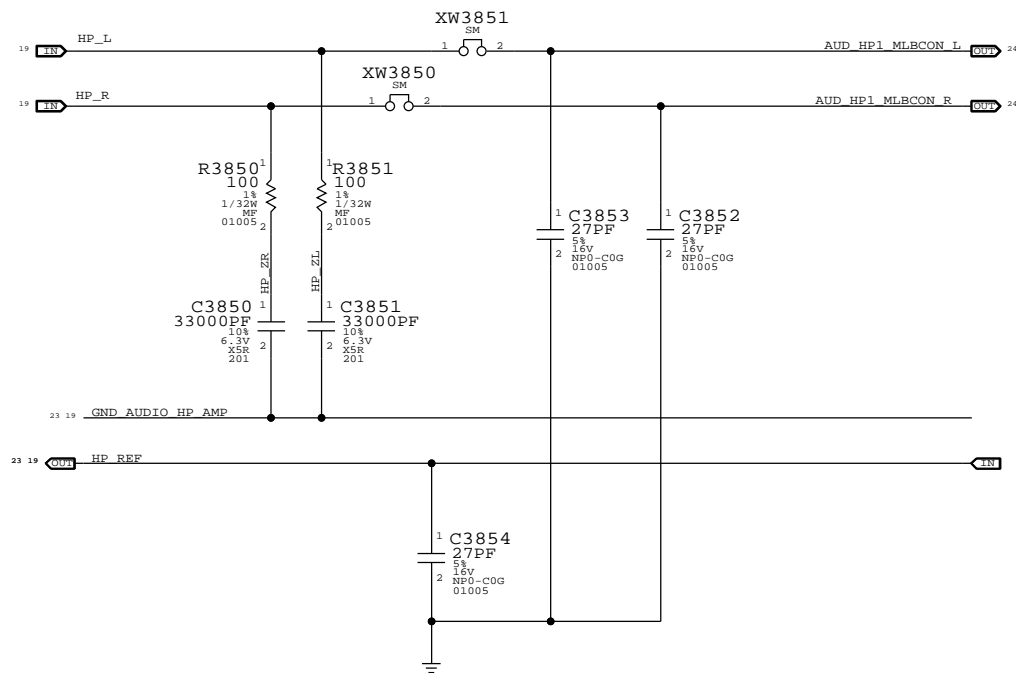 XW3851
SM
19 IN HP_L 1 2 AUD_HP1_MLBCON_L OUT 24
XW3850
SM
19 IN HP_R 1 2 AUD_HP1_MLBCON_R OUT 24
R3850 1
100
1%
1/32W
MF
01005
2
1 R3851
100
1%
1/32W
MF
01005
2
1 C3853
27PF
5%
16V
NP0-C0G
01005
2
1 C3852
27PF
5%
16V
NP0-C0G
01005
2
HP_ZR
HP_ZL
C3850 1
33000PF
10%
6.3V
X5R
201
2
1 C3851
33000PF
10%
6.3V
X5R
201
2
23 19 GND_AUDIO_HP_AMP
23 19 OUT HP_REF IN
1 C3854
27PF
5%
16V
NP0-C0G
01005
2